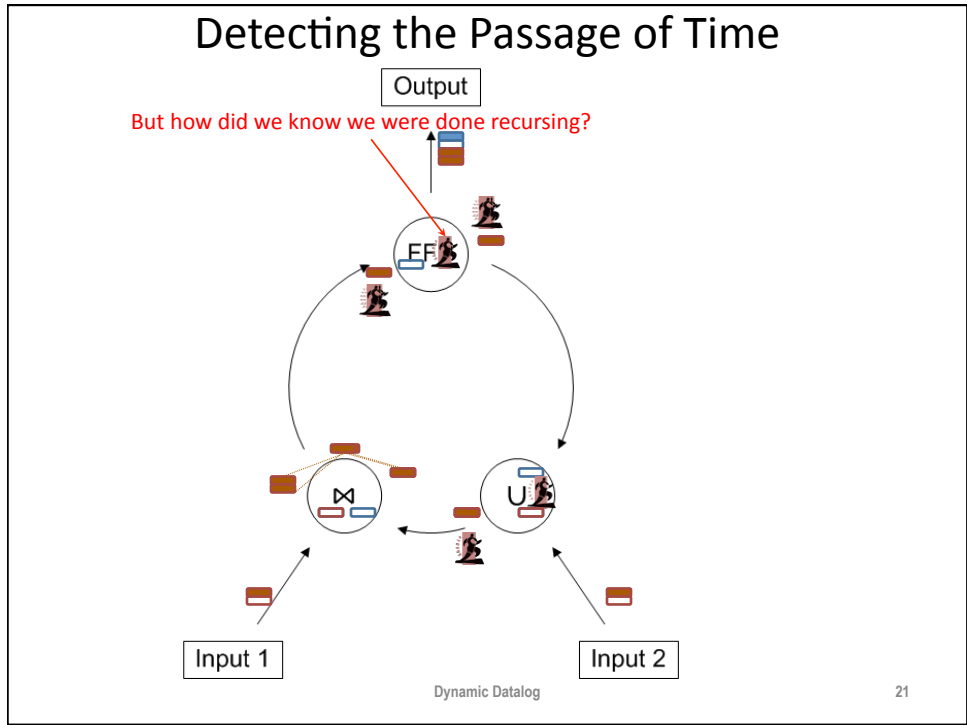 Detecting the Passage of Time
Output
But how did we know we were done recursing?
⋈
U
Input 1
Input 2
Dynamic Datalog
21